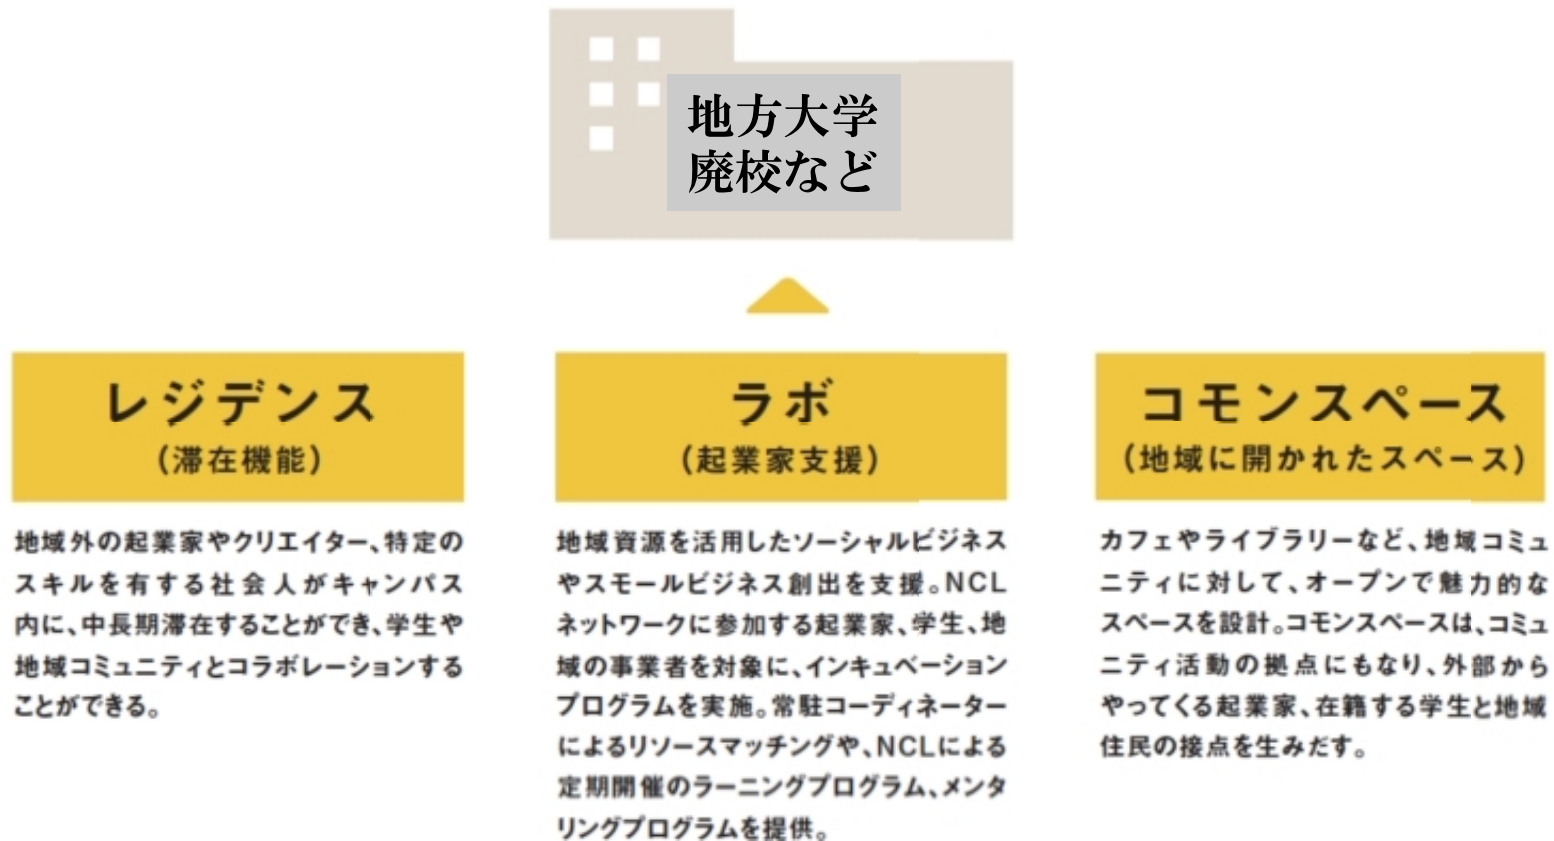 地方大学
廃校など
レジデンス
(滞在機能)
地域外の起業家やクリエイター、特定の
スキルを有する社会人がキャンパス
内に、中長期滞在することができ、学生や
地域コミュニティとコラボレーションする
ことができる。
ラボ
(起業家支援)
地域資源を活用したソーシャルビジネス
やスモールビジネス創出を支援。NCL
ネットワークに参加する起業家、学生、地
域の事業者を対象に、インキュベーション
プログラムを実施。常駐コーディネーター
によるリソースマッチングや、NCLによる
定期開催のラーニングプログラム、メンタ
リングプログラムを提供。
コモンスペース
(地域に開かれたスペース)
カフェやライブラリーなど、地域コミュ
ニティに対して、オープンで魅力的な
スペースを設計。コモンスペースは、コミュ
ニティ活動の拠点にもなり、外部から
やってくる起業家、在籍する学生と地域
住民の接点を生みだす。